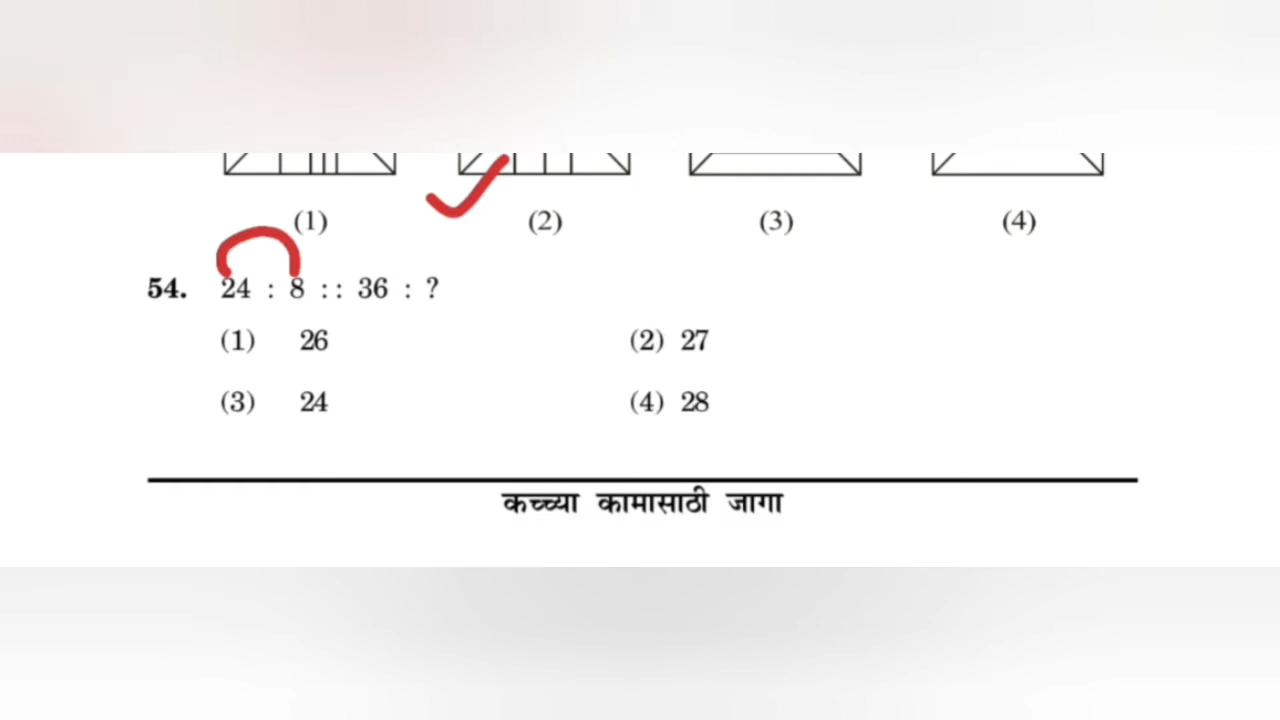 (1) (2) (3) (4)
54. 24 : 8 :: 36 : ?
(1) 26 (2) 27
(3) 24 (4) 28
कच्च्या कामासाठी जागा